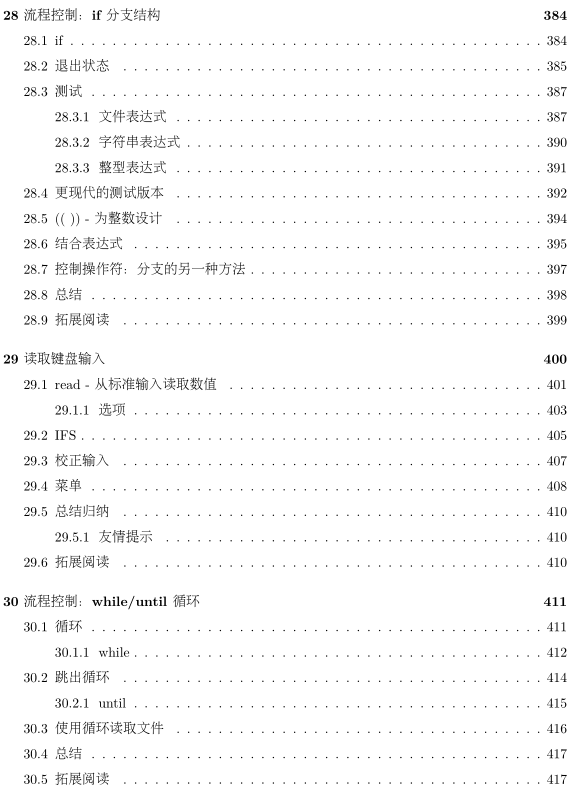 28 流程控制：if 分支结构 384
28.1 if . . . . . . . . . . . . . . . . . . . . . . . . . . . . . . . . . . . . . . 384
28.2 退出状态 . . . . . . . . . . . . . . . . . . . . . . . . . . . . . . . . . 385
28.3 测试 . . . . . . . . . . . . . . . . . . . . . . . . . . . . . . . . . . . . 387
28.3.1 文件表达式 . . . . . . . . . . . . . . . . . . . . . . . . . . . . 387
28.3.2 字符串表达式 . . . . . . . . . . . . . . . . . . . . . . . . . . . 390
28.3.3 整型表达式 . . . . . . . . . . . . . . . . . . . . . . . . . . . . 391
28.4 更现代的测试版本 . . . . . . . . . . . . . . . . . . . . . . . . . . . . 392
28.5 (( )) - 为整数设计 . . . . . . . . . . . . . . . . . . . . . . . . . . . . 394
28.6 结合表达式 . . . . . . . . . . . . . . . . . . . . . . . . . . . . . . . . 395
28.7 控制操作符：分支的另一种方法 . . . . . . . . . . . . . . . . . . . . . . 397
28.8 总结 . . . . . . . . . . . . . . . . . . . . . . . . . . . . . . . . . . . . 398
28.9 拓展阅读 . . . . . . . . . . . . . . . . . . . . . . . . . . . . . . . . . 399
29 读取键盘输入 400
29.1 read - 从标准输入读取数值 . . . . . . . . . . . . . . . . . . . . . . . . 401
29.1.1 选项 . . . . . . . . . . . . . . . . . . . . . . . . . . . . . . . . 403
29.2 IFS . . . . . . . . . . . . . . . . . . . . . . . . . . . . . . . . . . . . . 405
29.3 校正输入 . . . . . . . . . . . . . . . . . . . . . . . . . . . . . . . . . 407
29.4 菜单 . . . . . . . . . . . . . . . . . . . . . . . . . . . . . . . . . . . . 408
29.5 总结归纳 . . . . . . . . . . . . . . . . . . . . . . . . . . . . . . . . . 410
29.5.1 友情提示 . . . . . . . . . . . . . . . . . . . . . . . . . . . . . 410
29.6 拓展阅读 . . . . . . . . . . . . . . . . . . . . . . . . . . . . . . . . . 410
30 流程控制：while/until 循环 411
30.1 循环 . . . . . . . . . . . . . . . . . . . . . . . . . . . . . . . . . . . . 411
30.1.1 while . . . . . . . . . . . . . . . . . . . . . . . . . . . . . . . . 412
30.2 跳出循环 . . . . . . . . . . . . . . . . . . . . . . . . . . . . . . . . . 414
30.2.1 until . . . . . . . . . . . . . . . . . . . . . . . . . . . . . . . . 415
30.3 使用循环读取文件 . . . . . . . . . . . . . . . . . . . . . . . . . . . . 416
30.4 总结 . . . . . . . . . . . . . . . . . . . . . . . . . . . . . . . . . . . . 417
30.5 拓展阅读 . . . . . . . . . . . . . . . . . . . . . . . . . . . . . . . . . 417